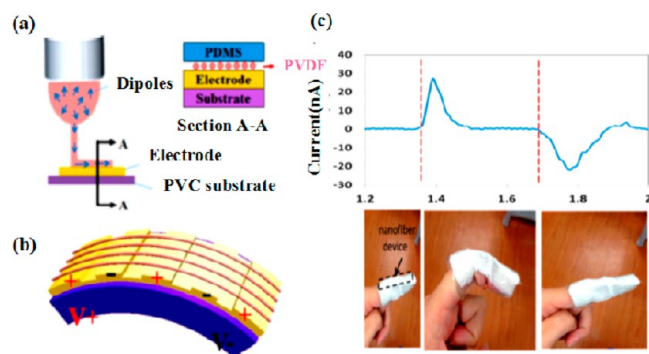 (a)
Dipoles
PDMS
PVDF
Electrode
Substrate
Section A-A
A
Electrode
PVC substrate
A
(b)
+
-
+
-
+
V+
V-
(c)
Current(nA)
40
30
20
10
0
-10
-20
-30
1.2
1.4
1.6
1.8
2
nanofiber
device